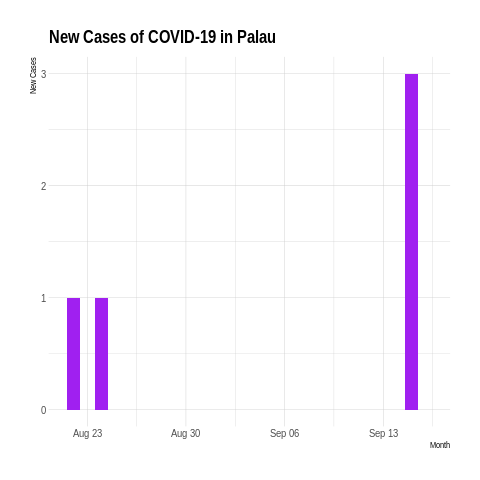 New Cases of COVID-19 in Palau
New Cases
3
2
1
0
Aug 23 Aug 30 Sep 06 Sep 13
Month